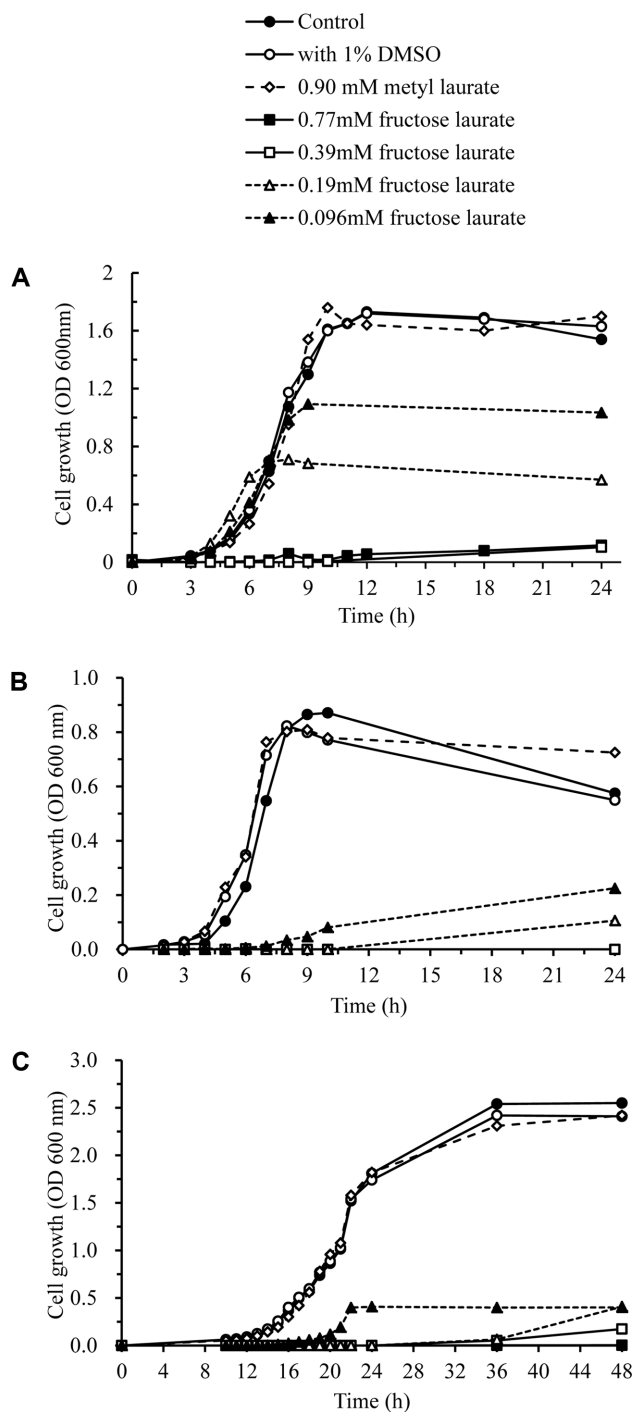 Control
with 1% DMSO
0.90 mM metyl laurate
0.77mM fructose laurate
0.39mM fructose laurate
0.19mM fructose laurate
0.096mM fructose laurate
A
Cell growth (OD 600nm)
2
1.6
1.2
0.8
0.4
0
0 3 6 9 12 15 18 21 24
Time (h)
B
Cell growth (OD 600 nm)
1.0
0.8
0.6
0.4
0.2
0.0
0 3 6 9 12 15 18 21 24
Time (h)
C
Cell growth (OD 600 nm)
3.0
2.5
2.0
1.5
1.0
0.5
0.0
0 4 8 12 16 20 24 28 32 36 40 44 48
Time (h)